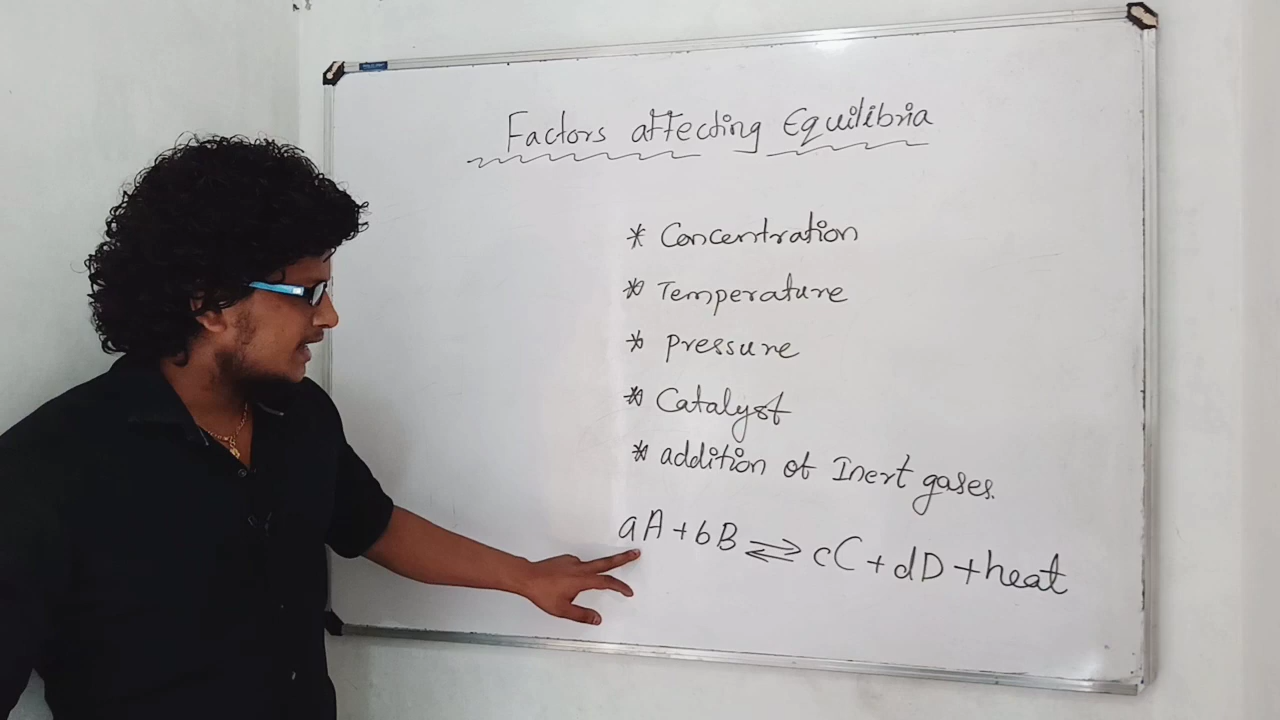 Factors affecting Equilibria
* Concentration
* Temperature
* Pressure
* Catalyst
* addition of Inert gases.
aA + bB ⇌ cC + dD + heat